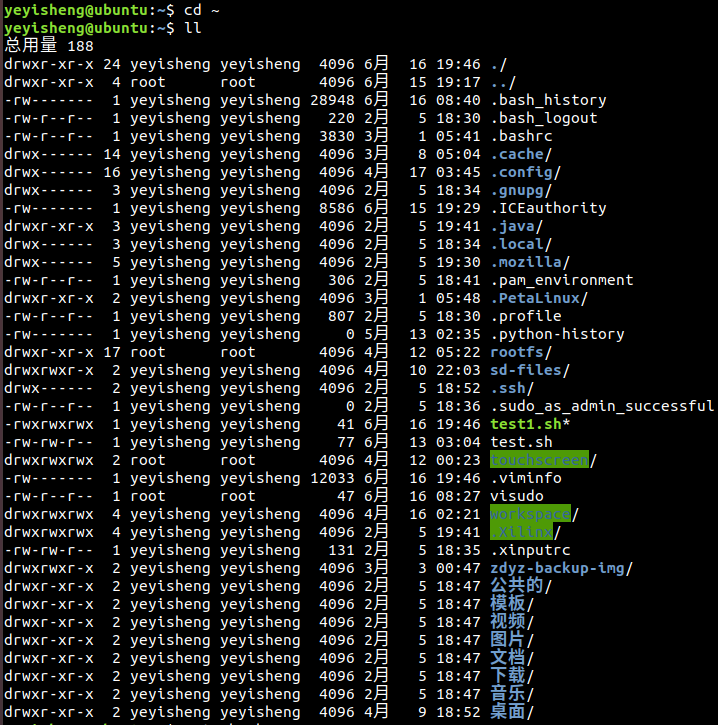 yeyisheng@ubuntu:~$ cd ~
yeyisheng@ubuntu:~$ ll
总用量 188
drwxr-xr-x 24 yeyisheng yeyisheng  4096 6月  16 19:46 ./
drwxr-xr-x  4 root      root       4096 6月  15 19:17 ../
-rw-------  1 yeyisheng yeyisheng 28948 6月  16 08:40 .bash_history
-rw-r--r--  1 yeyisheng yeyisheng   220 2月   5 18:30 .bash_logout
-rw-r--r--  1 yeyisheng yeyisheng  3830 3月   1 05:41 .bashrc
drwx------ 14 yeyisheng yeyisheng  4096 3月   8 05:04 .cache/
drwx------ 16 yeyisheng yeyisheng  4096 4月  17 03:45 .config/
drwx------  3 yeyisheng yeyisheng  4096 2月   5 18:34 .gnupg/
-rw-------  1 yeyisheng yeyisheng  8586 6月  15 19:29 .ICEauthority
drwxr-xr-x  3 yeyisheng yeyisheng  4096 2月   5 19:41 .java/
drwx------  3 yeyisheng yeyisheng  4096 2月   5 18:34 .local/
drwx------  5 yeyisheng yeyisheng  4096 2月   5 19:30 .mozilla/
-rw-r--r--  1 yeyisheng yeyisheng   306 2月   5 18:41 .pam_environment
drwxr-xr-x  2 yeyisheng yeyisheng  4096 3月   1 05:48 .PetaLinux/
-rw-r--r--  1 yeyisheng yeyisheng   807 2月   5 18:30 .profile
-rw-------  1 yeyisheng yeyisheng     0 5月  13 02:35 .python-history
drwxr-xr-x 17 root      root       4096 4月  12 05:22 rootfs/
drwxrwxr-x  2 yeyisheng yeyisheng  4096 4月  10 22:03 sd-files/
drwx------  2 yeyisheng yeyisheng  4096 2月   5 18:52 .ssh/
-rw-r--r--  1 yeyisheng yeyisheng     0 2月   5 18:36 .sudo_as_admin_successful
-rwxrwxrwx  1 yeyisheng yeyisheng    41 6月  16 19:46 test1.sh*
-rw-rw-r--  1 yeyisheng yeyisheng    77 6月  13 03:04 test.sh
drwxrwxrwx  2 root      root       4096 4月  12 00:23 touchscreen/
-rw-------  1 yeyisheng yeyisheng 12033 6月  16 19:46 .viminfo
-rw-r--r--  1 root      root         47 6月  16 08:27 visudo
drwxrwxrwx  4 yeyisheng yeyisheng  4096 4月  16 02:21 workspace/
drwxrwxrwx  4 yeyisheng yeyisheng  4096 2月   5 19:41 .Xilinx/
-rw-rw-r--  1 yeyisheng yeyisheng   131 2月   5 18:35 .xinputrc
drwxrwxr-x  2 yeyisheng yeyisheng  4096 3月   3 00:47 zdyz-backup-img/
drwxr-xr-x  2 yeyisheng yeyisheng  4096 2月   5 18:47 公共的/
drwxr-xr-x  2 yeyisheng yeyisheng  4096 2月   5 18:47 模板/
drwxr-xr-x  2 yeyisheng yeyisheng  4096 2月   5 18:47 视频/
drwxr-xr-x  2 yeyisheng yeyisheng  4096 2月   5 18:47 图片/
drwxr-xr-x  2 yeyisheng yeyisheng  4096 2月   5 18:47 文档/
drwxr-xr-x  2 yeyisheng yeyisheng  4096 2月   5 18:47 下载/
drwxr-xr-x  2 yeyisheng yeyisheng  4096 2月   5 18:47 音乐/
drwxr-xr-x  2 yeyisheng yeyisheng  4096 4月   9 18:52 桌面/